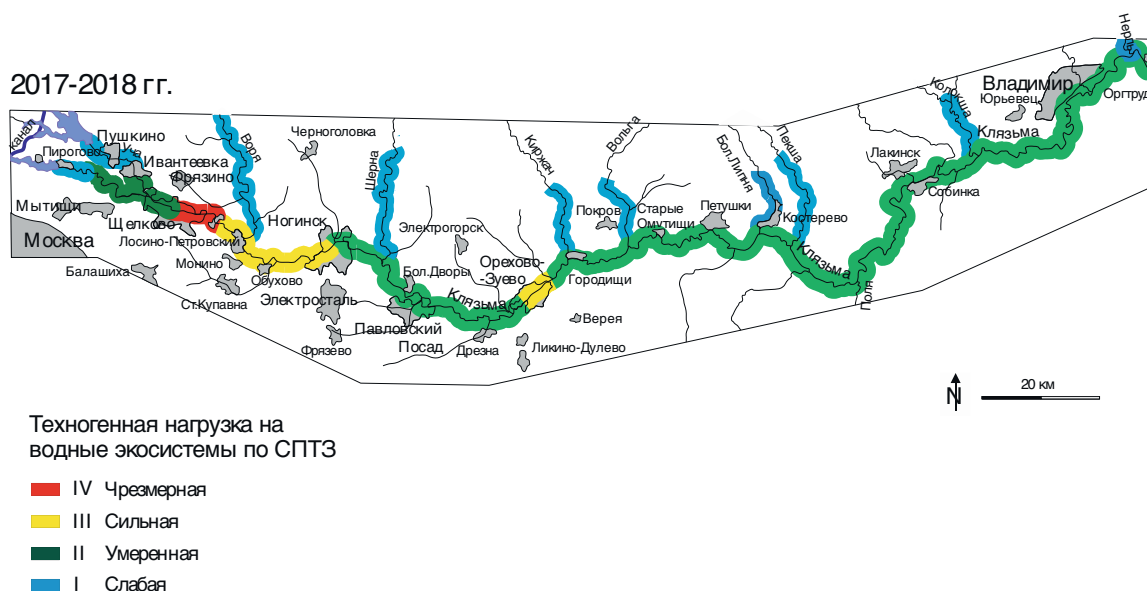 2017-2018 гг.
канал
Пирогово
Пушкино
Уча
Ивантеевка
Фрязино
Мытищи
Щелково
Москва
Лосино-Петровский
Балашиха
Монино
Обухово
Ст.Купавна
Воря
Черноголовка
Ногинск
Электросталь
Фрязево
Шерна
Электрогорск
Бол.Дворы
Клязьма
Павловский
Посад
Дрезна
Орехово-
-Зуево
Ликино-Дулево
Верея
Городищи
Киржач
Вольга
Покров
Старые
Омутищи
Петушки
Бол.Липня
Пекша
Костерево
Клязьма
Поля
Лакинск
Собинка
Колокша
Клязьма
Владимир
Юрьевец
Оргтруд
N
20 км
Техногенная нагрузка на
водные экосистемы по СПТЗ
IV Чрезмерная
III Сильная
II Умеренная
I Слабая